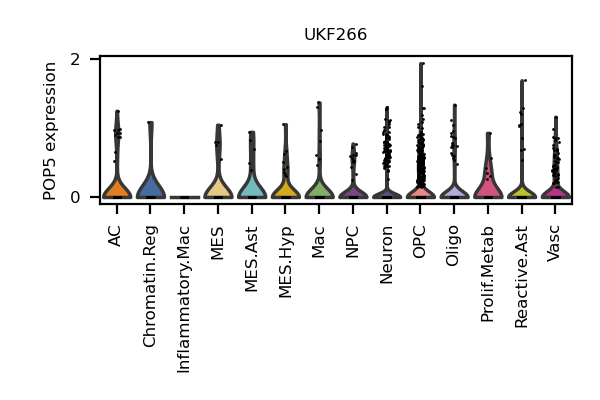 UKF266
POP5 expression
2
0
AC
Chromatin.Reg
Inflammatory.Mac
MES
MES.Ast
MES.Hyp
Mac
NPC
Neuron
OPC
Oligo
Prolif.Metab
Reactive.Ast
Vasc